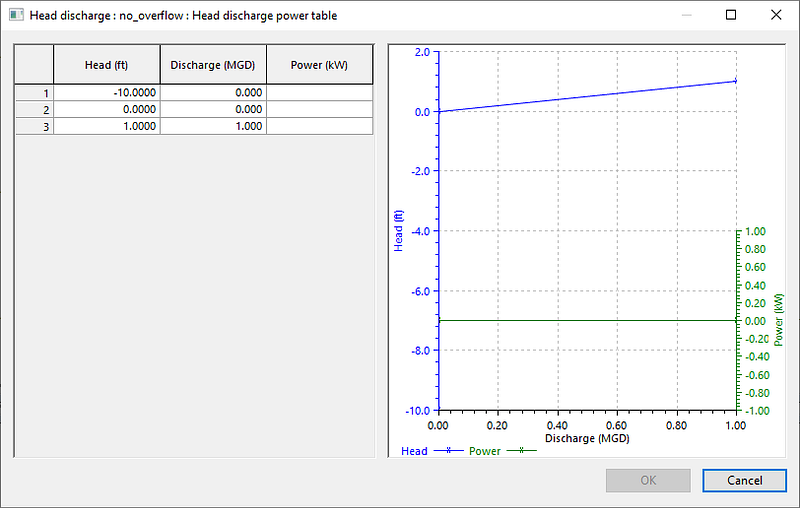 Head discharge : no_overflow : Head discharge power table
Head (ft) Discharge (MGD) Power (kW)
1 -10.0000 0.000
2 0.0000 0.000
3 1.0000 1.000
2.0
0.0
-2.0
-4.0
-6.0
-8.0
-10.0
Head (ft)
1.00
0.80
0.60
0.40
0.20
0.00
-0.20
-0.40
-0.60
-0.80
-1.00
Power (kW)
0.00 0.20 0.40 0.60 0.80 1.00
Discharge (MGD)
Head Power
OK Cancel